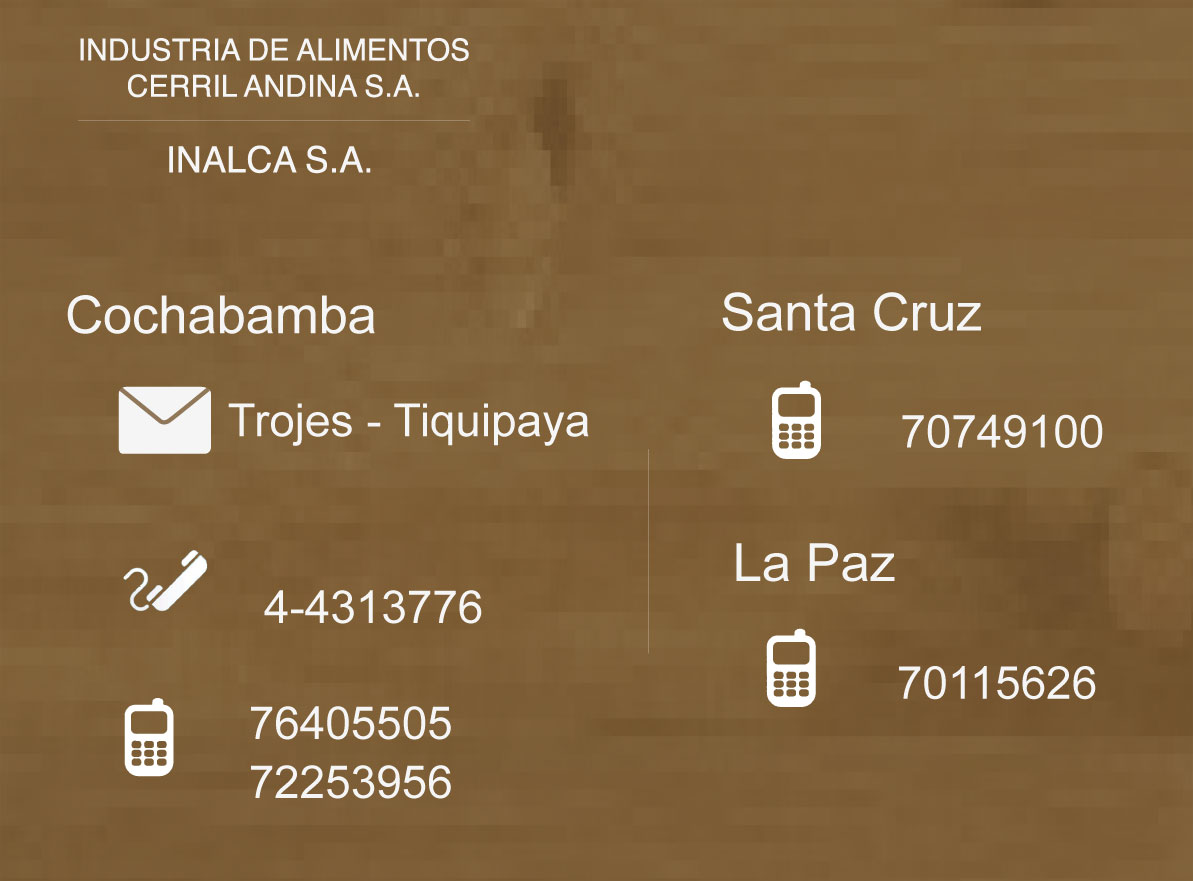 INDUSTRIA DE ALIMENTOS
CERRIL ANDINA S.A.
INALCA S.A.
Cochabamba
Trojes - Tiquipaya
4-4313776
76405505
72253956
Santa Cruz
70749100
La Paz
70115626